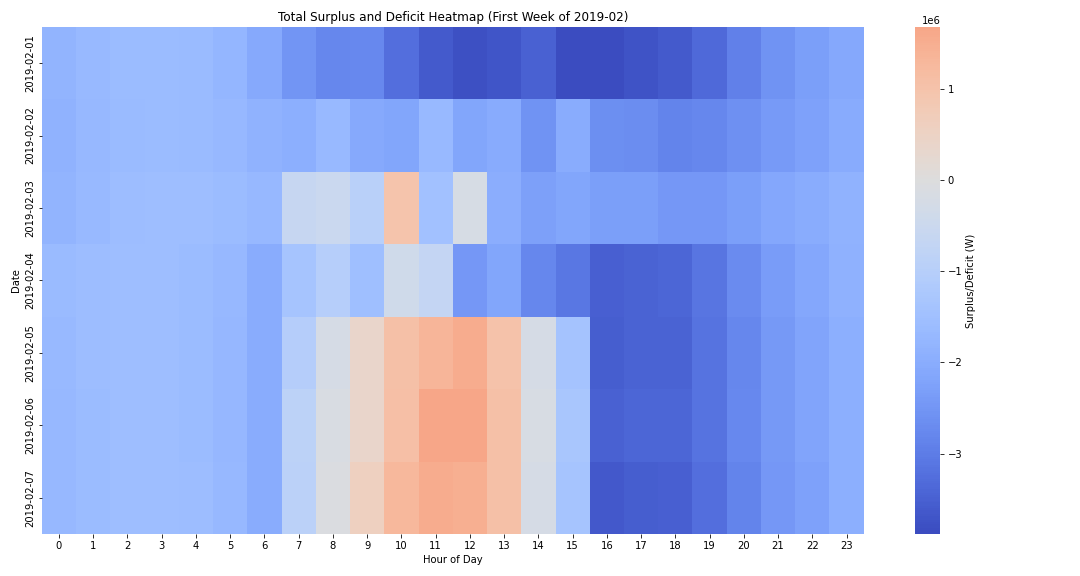 Total Surplus and Deficit Heatmap (First Week of 2019-02)
1e6
2019-02-01
2019-02-02
2019-02-03
2019-02-04
2019-02-05
2019-02-06
2019-02-07
Date
0 1 2 3 4 5 6 7 8 9 10 11 12 13 14 15 16 17 18 19 20 21 22 23
Hour of Day
1
0
−1
−2
−3
Surplus/Deficit (W)